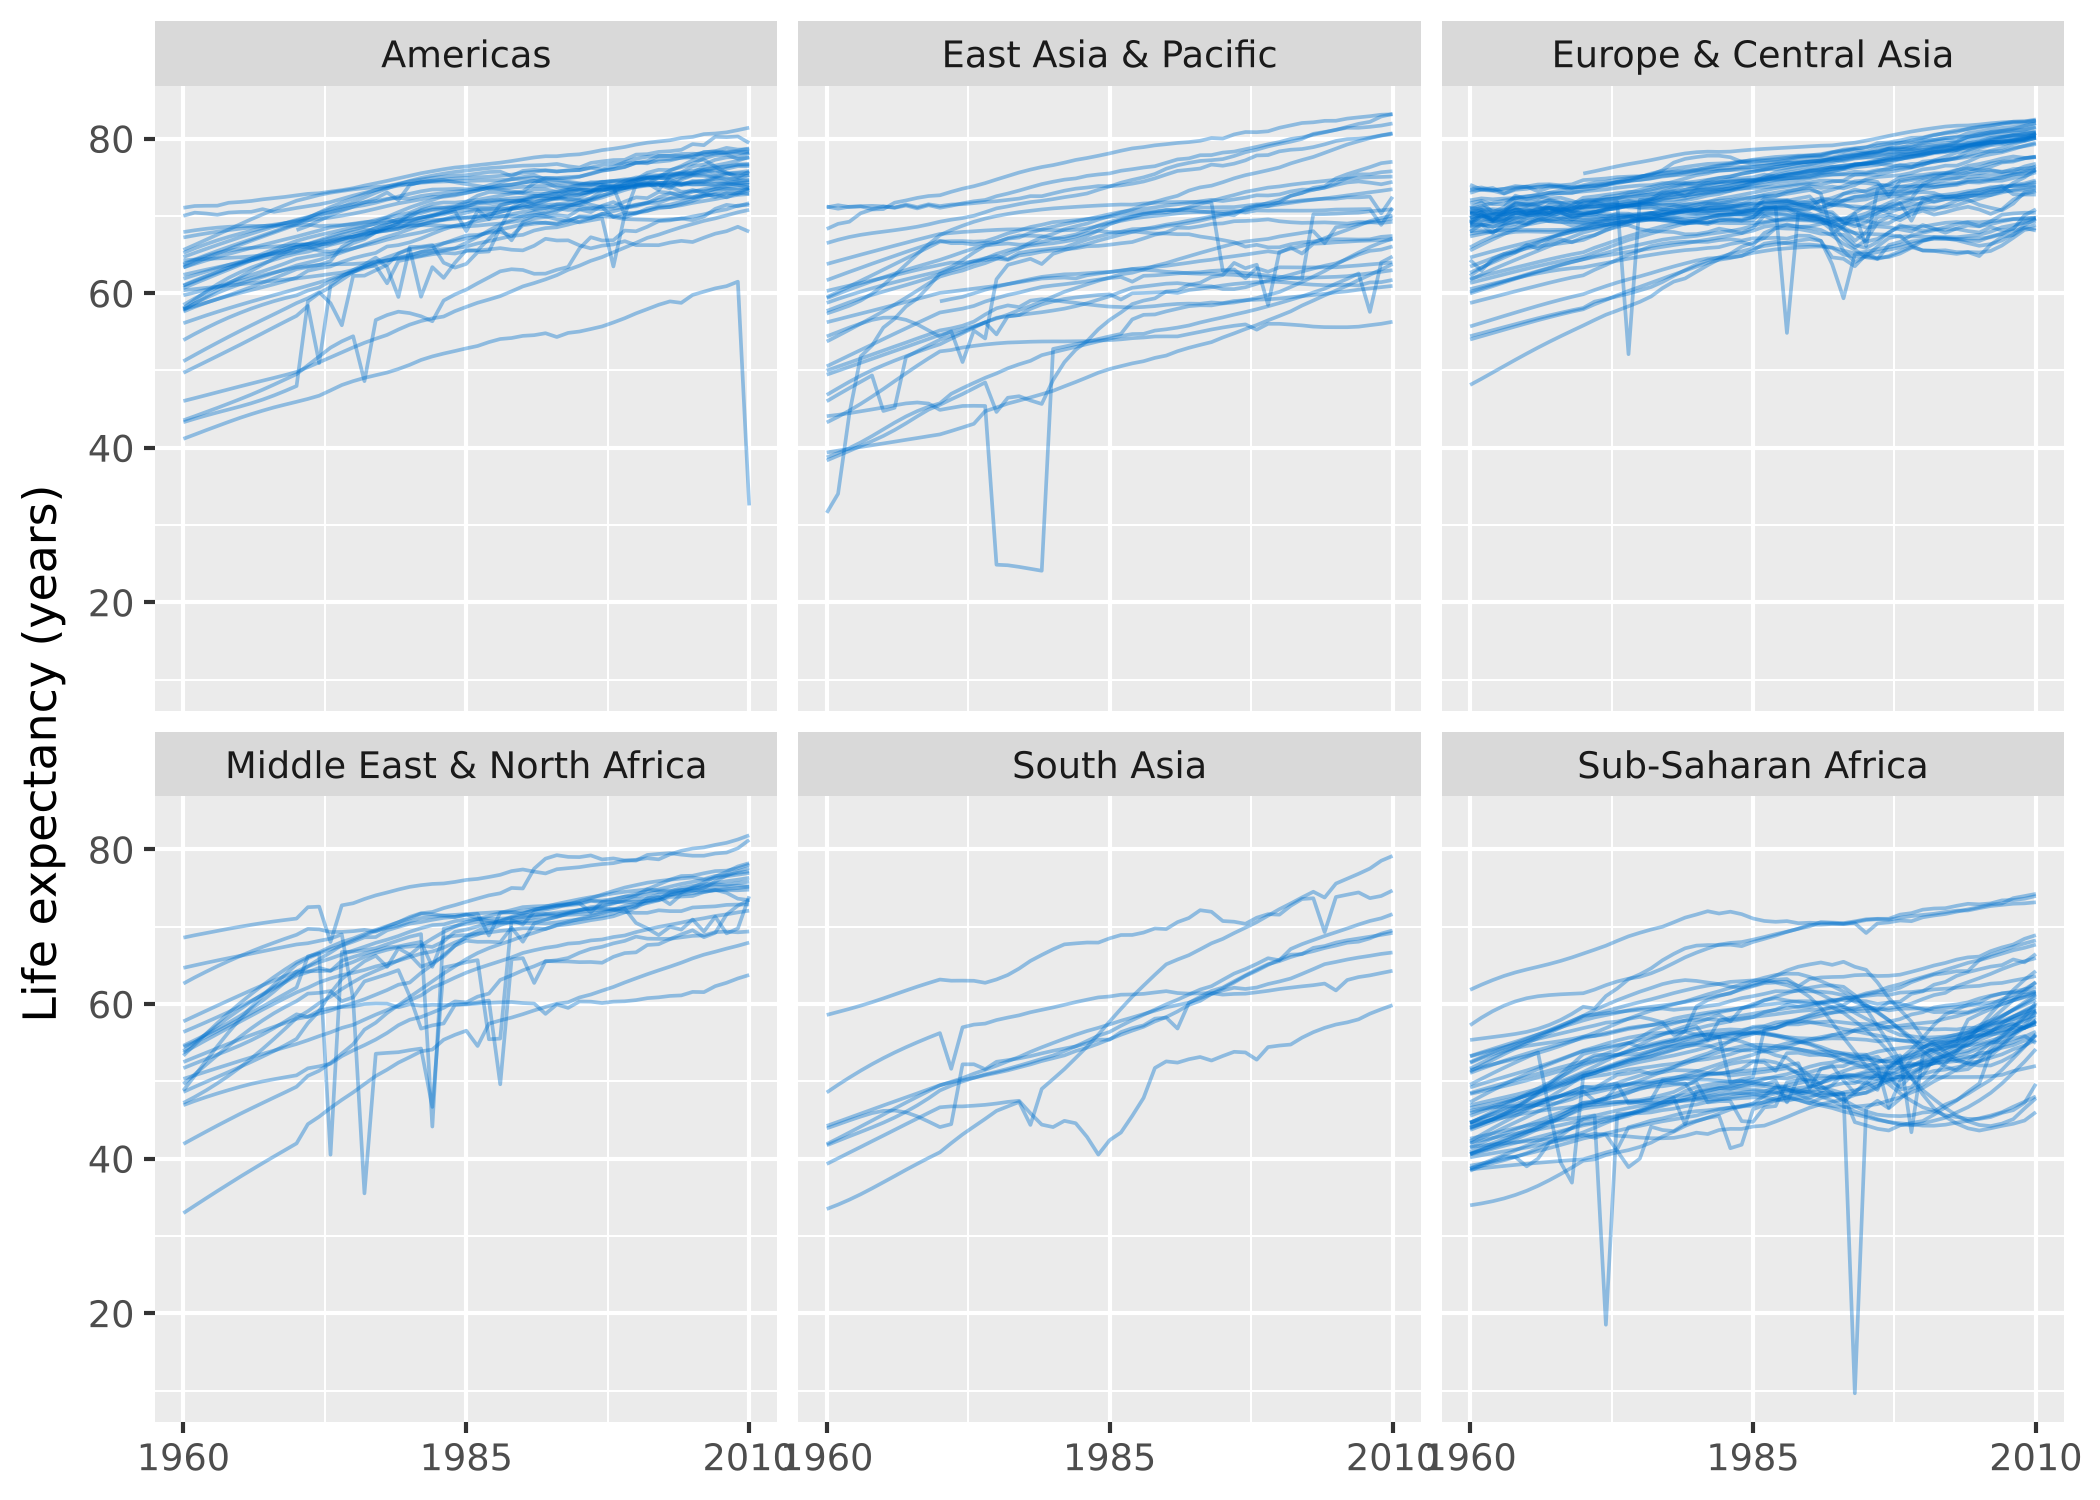 Americas
East Asia & Pacific
Europe & Central Asia
80
60
40
20
Life expectancy (years)
Middle East & North Africa
South Asia
Sub-Saharan Africa
80
60
40
20
1960
1985
2010
1960
1985
2010
1960
1985
2010